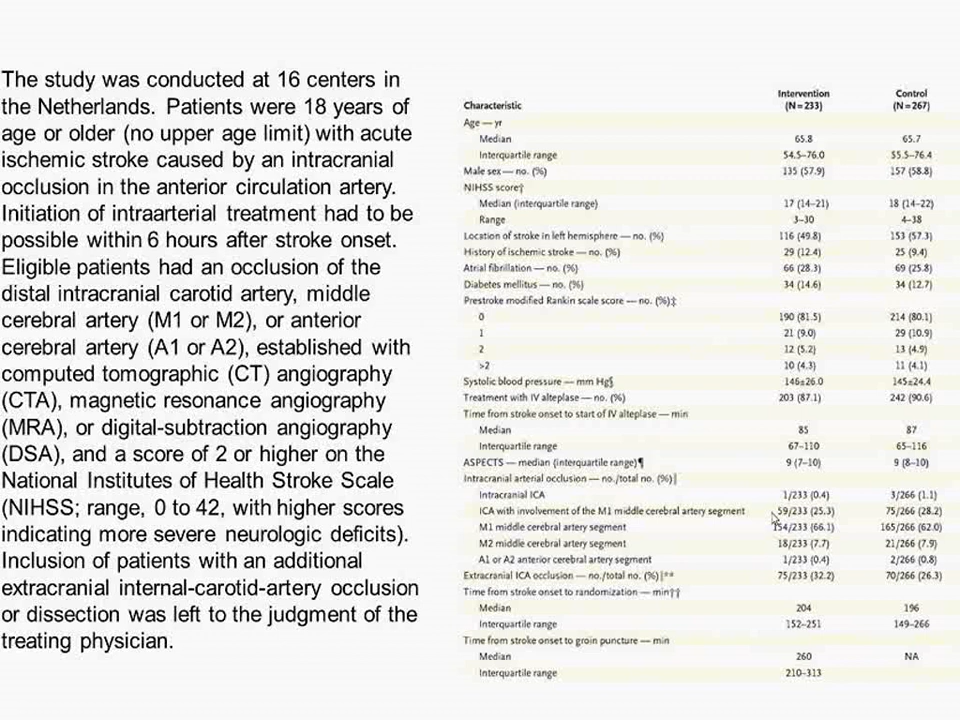 The study was conducted at 16 centers in
the Netherlands. Patients were 18 years of
age or older (no upper age limit) with acute
ischemic stroke caused by an intracranial
occlusion in the anterior circulation artery.
Initiation of intraarterial treatment had to be
possible within 6 hours after stroke onset.
Eligible patients had an occlusion of the
distal intracranial carotid artery, middle
cerebral artery (M1 or M2), or anterior
cerebral artery (A1 or A2), established with
computed tomographic (CT) angiography
(CTA), magnetic resonance angiography
(MRA), or digital-subtraction angiography
(DSA), and a score of 2 or higher on the
National Institutes of Health Stroke Scale
(NIHSS; range, 0 to 42, with higher scores
indicating more severe neurologic deficits).
Inclusion of patients with an additional
extracranial internal-carotid-artery occlusion
or dissection was left to the judgment of the
treating physician.
Characteristic Intervention (N=233) Control (N=267)
Age — yr
Median 65.8 65.7
Interquartile range 54.5–76.0 55.5–76.4
Male sex — no. (%) 135 (57.9) 157 (58.8)
NIHSS score†
Median (interquartile range) 17 (14–21) 18 (14–22)
Range 3–30 4–38
Location of stroke in left hemisphere — no. (%) 116 (49.8) 153 (57.3)
History of ischemic stroke — no. (%) 29 (12.4) 25 (9.4)
Atrial fibrillation — no. (%) 66 (28.3) 69 (25.8)
Diabetes mellitus — no. (%) 34 (14.6) 34 (12.7)
Prestroke modified Rankin scale score — no. (%)‡
0 190 (81.5) 214 (80.1)
1 21 (9.0) 29 (10.9)
2 12 (5.2) 13 (4.9)
>2 10 (4.3) 11 (4.1)
Systolic blood pressure — mm Hg§ 146±26.0 145±24.4
Treatment with IV alteplase — no. (%) 203 (87.1) 242 (90.6)
Time from stroke onset to start of IV alteplase — min
Median 85 87
Interquartile range 67–110 65–116
ASPECTS — median (interquartile range)¶ 9 (7–10) 9 (8–10)
Intracranial arterial occlusion — no./total no. (%)‖
Intracranial ICA 1/233 (0.4) 3/266 (1.1)
ICA with involvement of the M1 middle cerebral artery segment 59/233 (25.3) 75/266 (28.2)
M1 middle cerebral artery segment 154/233 (66.1) 165/266 (62.0)
M2 middle cerebral artery segment 18/233 (7.7) 21/266 (7.9)
A1 or A2 anterior cerebral artery segment 1/233 (0.4) 2/266 (0.8)
Extracranial ICA occlusion — no./total no. (%)‖** 75/233 (32.2) 70/266 (26.3)
Time from stroke onset to randomization — min††
Median 204 196
Interquartile range 152–251 149–266
Time from stroke onset to groin puncture — min
Median 260 NA
Interquartile range 210–313